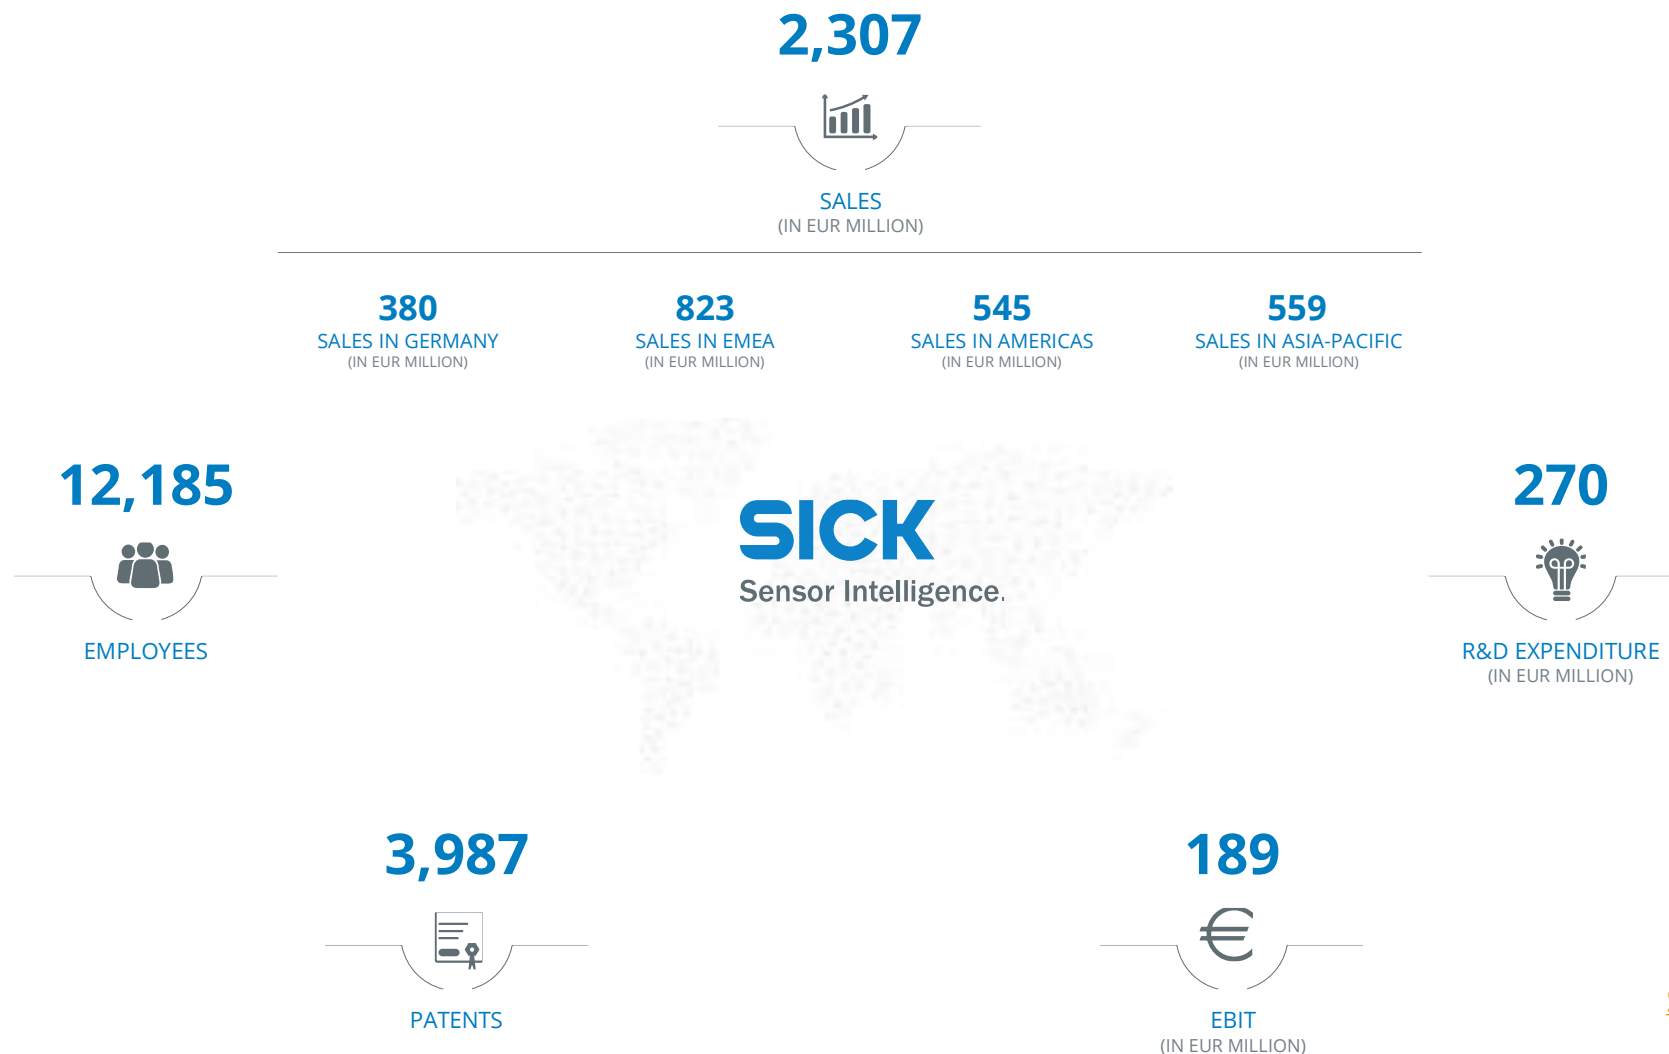 2,307
SALES
(IN EUR MILLION)
380
SALES IN GERMANY
(IN EUR MILLION)
823
SALES IN EMEA
(IN EUR MILLION)
545
SALES IN AMERICAS
(IN EUR MILLION)
559
SALES IN ASIA-PACIFIC
(IN EUR MILLION)
12,185
EMPLOYEES
SICK
Sensor Intelligence.
270
R&D EXPENDITURE
(IN EUR MILLION)
3,987
PATENTS
189
EBIT
(IN EUR MILLION)